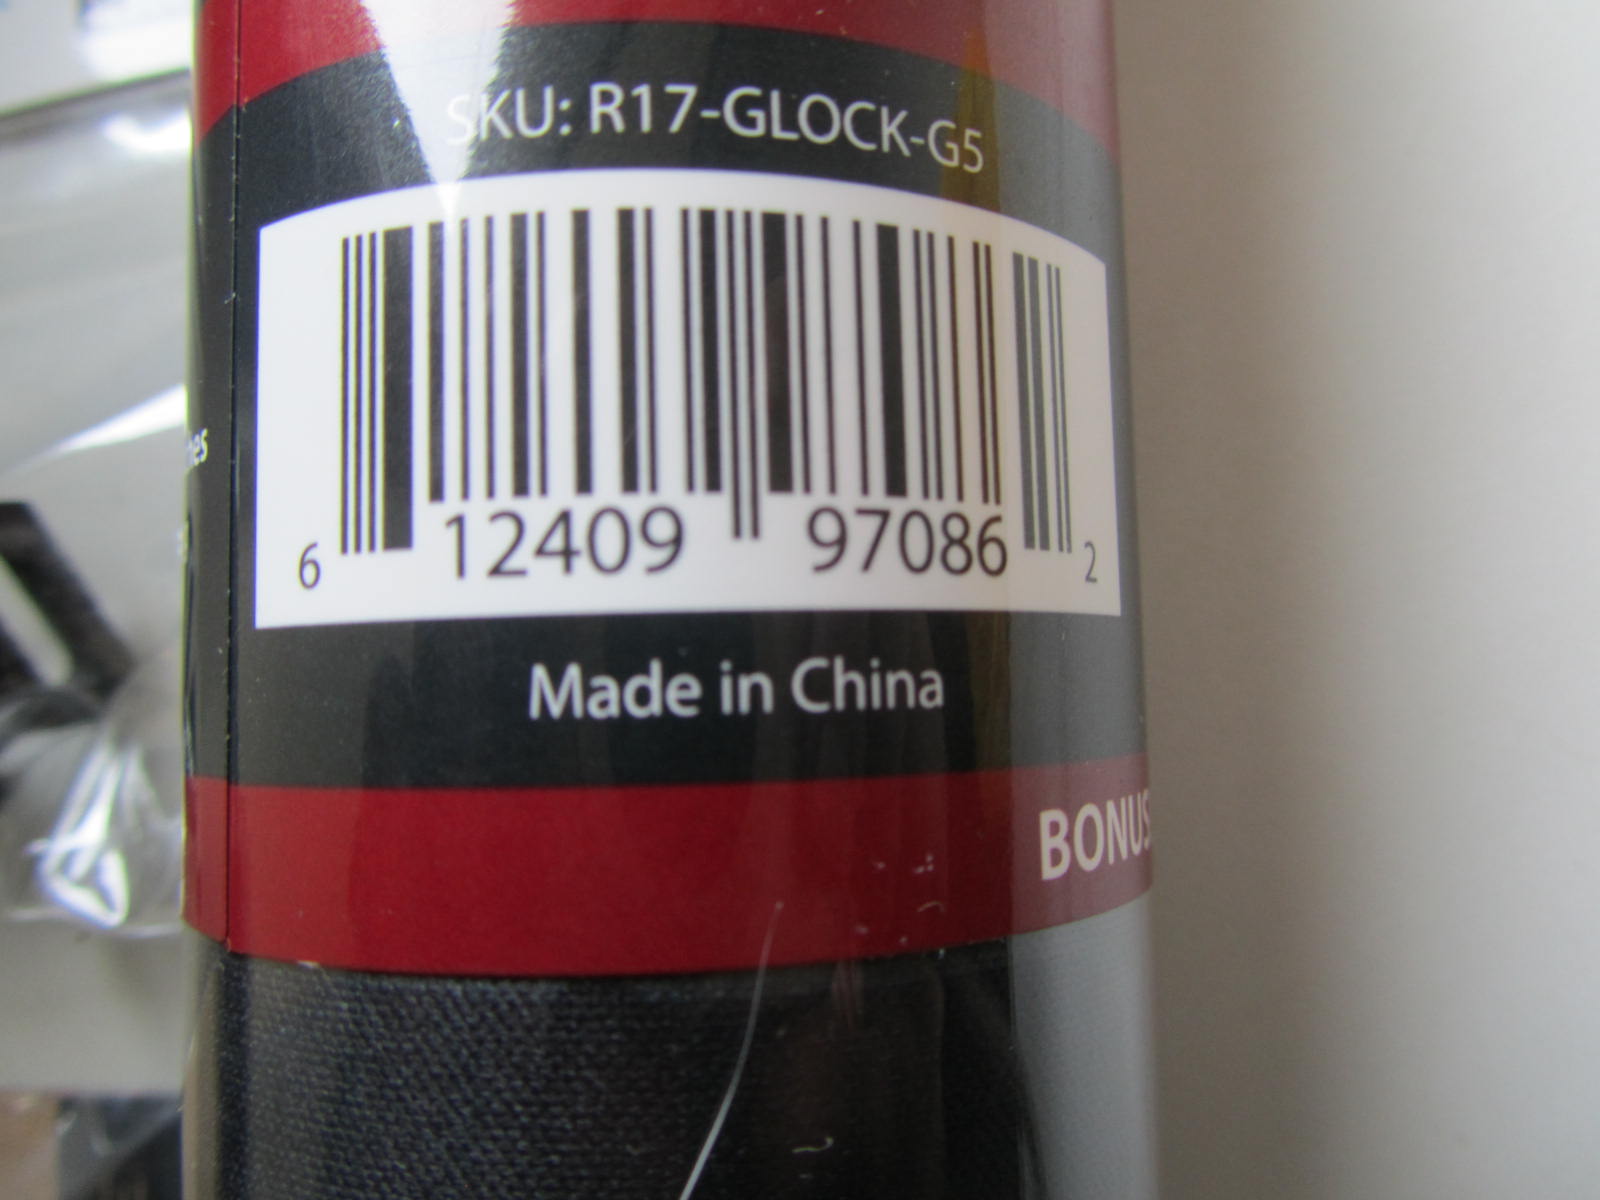 SKU: R17-GLOCK-G5
6 12409 97086 2
Made in China
BONUS